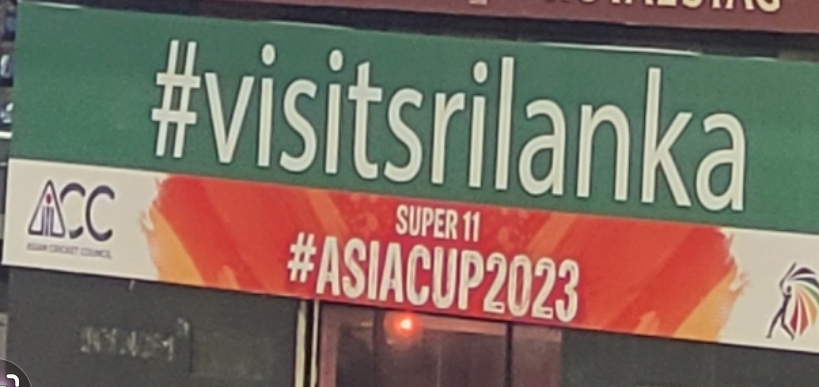 #visitsrilanka
ACC
ASIAN CRICKET COUNCIL
SUPER 11
#ASIACUP2023